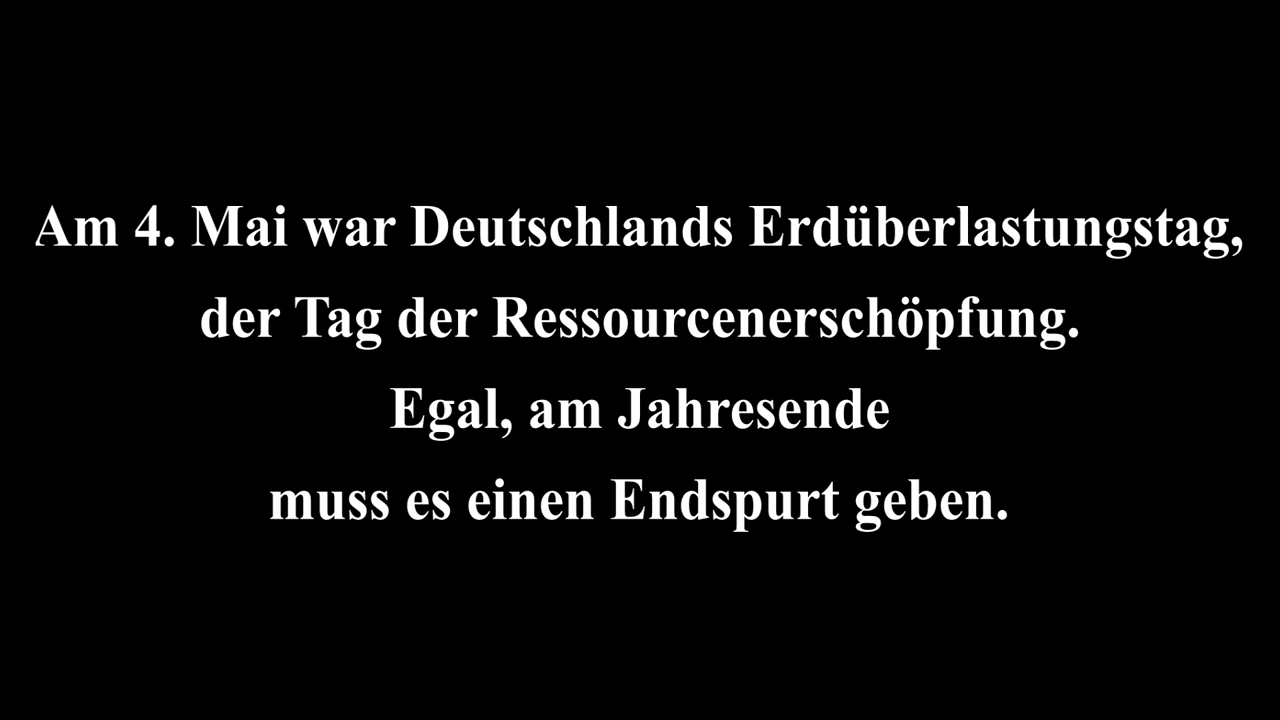 Am 4. Mai war Deutschlands Erdüberlastungstag,
der Tag der Ressourcenerschöpfung.
Egal, am Jahresende
muss es einen Endspurt geben.